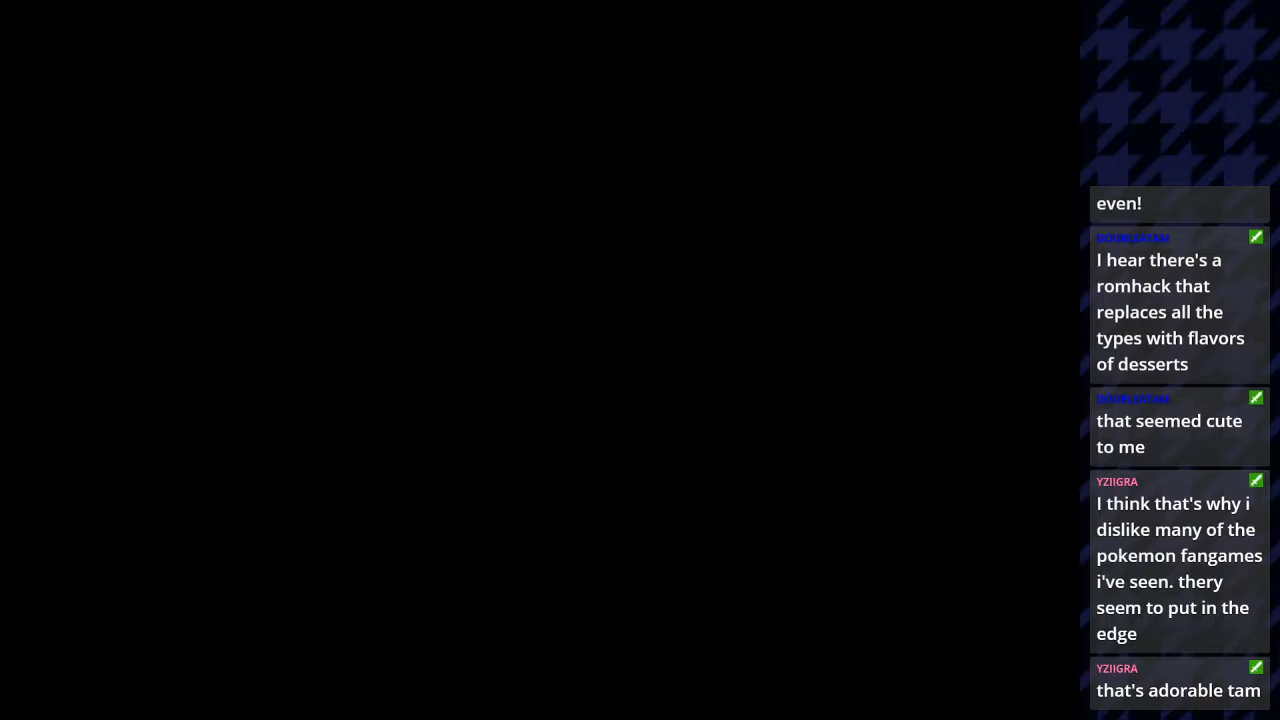 even!
I hear there's a
romhack that
replaces all the
types with flavors
of desserts
that seemed cute
to me
YZIIGRA
I think that's why i
dislike many of the
pokemon fangames
i've seen. thery
seem to put in the
edge
YZIIGRA
that's adorable tam